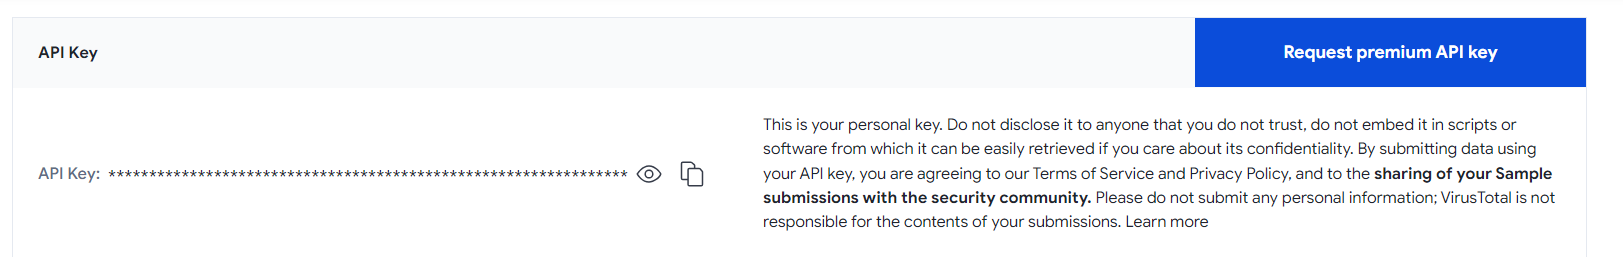 API Key
Request premium API key
API Key: ****************************************************************
This is your personal key. Do not disclose it to anyone that you do not trust, do not embed it in scripts or
software from which it can be easily retrieved if you care about its confidentiality. By submitting data using
your API key, you are agreeing to our Terms of Service and Privacy Policy, and to the sharing of your Sample
submissions with the security community. Please do not submit any personal information; VirusTotal is not
responsible for the contents of your submissions. Learn more